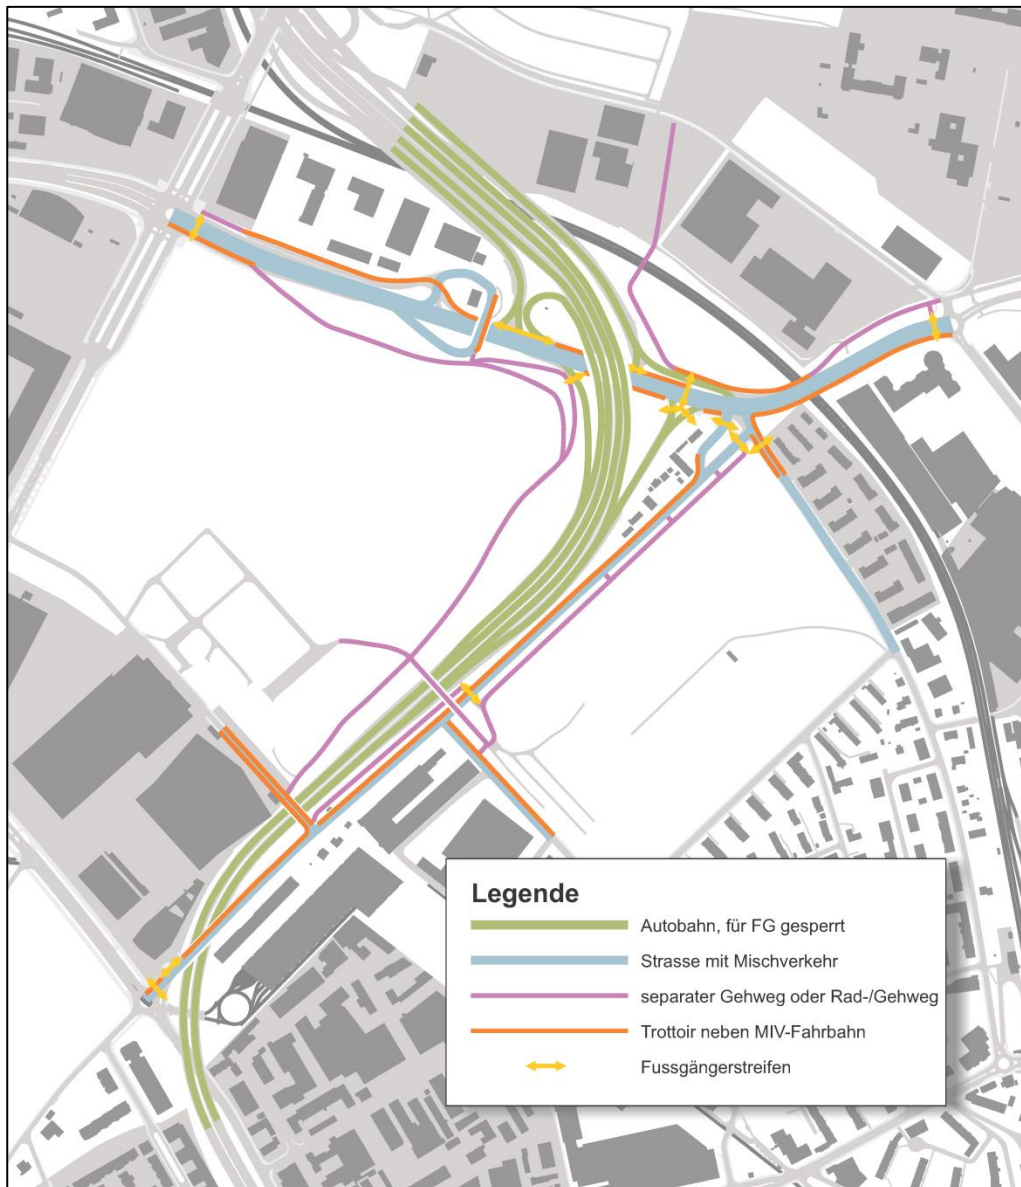 Legende
Autobahn, für FG gesperrt
Strasse mit Mischverkehr
separater Gehweg oder Rad-/Gehweg
Trottoir neben MIV-Fahrbahn
Fussgängerstreifen